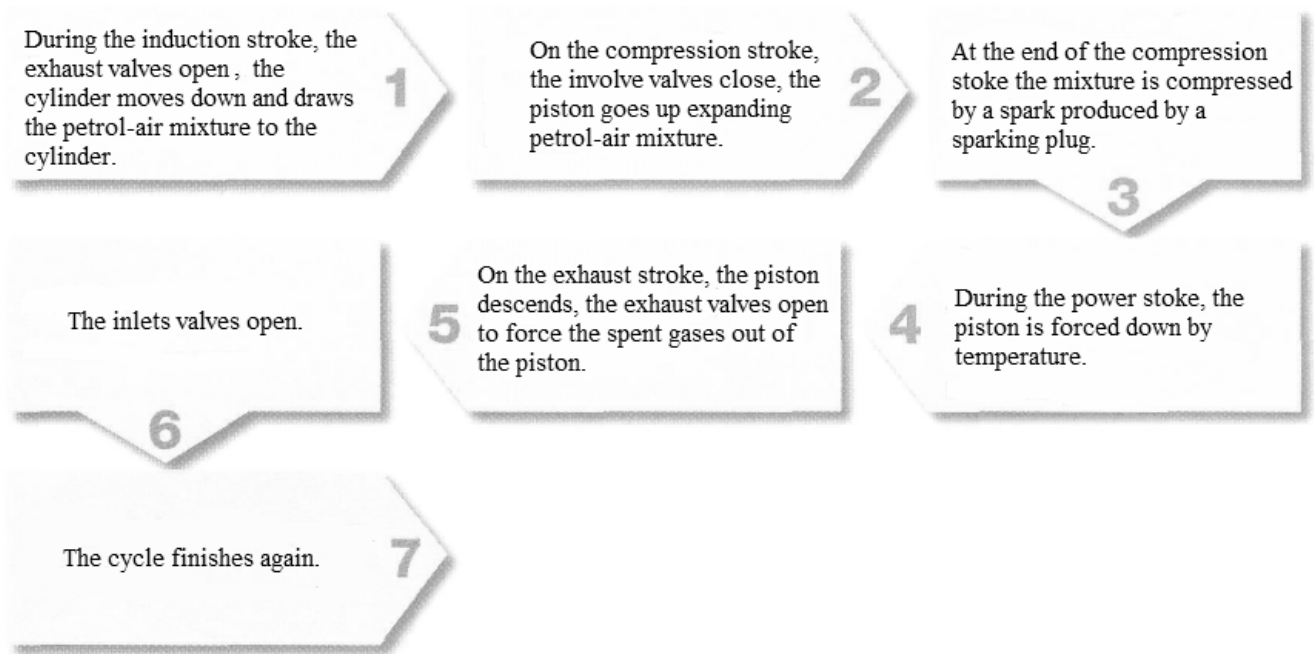 During the induction stroke, the
exhaust valves open , the
cylinder moves down and draws
the petrol-air mixture to the
cylinder.
1
On the compression stroke,
the involve valves close, the
piston goes up expanding
petrol-air mixture.
2
At the end of the compression
stoke the mixture is compressed
by a spark produced by a
sparking plug.
3
During the power stoke, the
piston is forced down by
temperature.
4
On the exhaust stroke, the piston
descends, the exhaust valves open
to force the spent gases out of
the piston.
5
The inlets valves open.
6
The cycle finishes again.
7